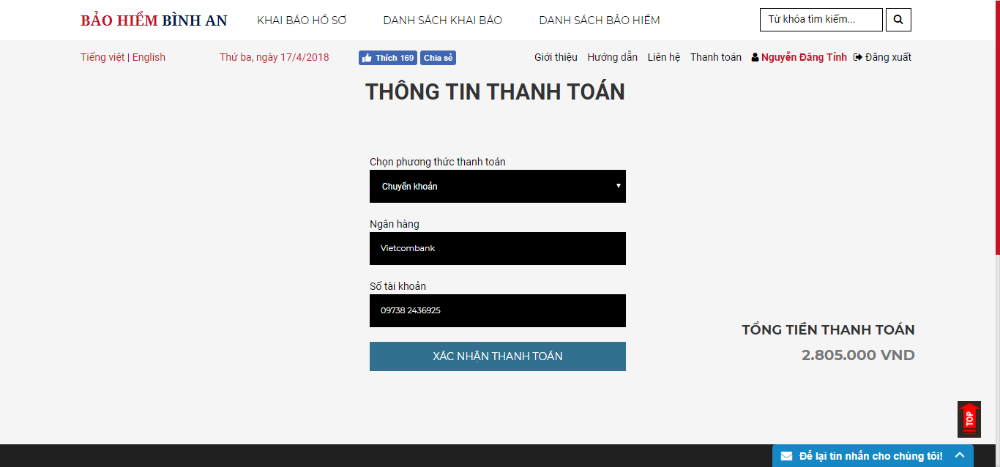 BẢO HIỂM BÌNH AN KHAI BÁO HỒ SƠ DANH SÁCH KHAI BÁO DANH SÁCH BẢO HIỂM Từ khóa tìm kiếm...
Tiếng việt | English Thứ ba, ngày 17/4/2018 Thích 169 Chia sẻ Giới thiệu Hướng dẫn Liên hệ Thanh toán Nguyễn Đăng Tỉnh Đăng xuất
THÔNG TIN THANH TOÁN
Chọn phương thức thanh toán
Chuyển khoản
Ngân hàng
Vietcombank
Số tài khoản
09738 2436925
XÁC NHẬN THANH TOÁN
TỔNG TIỀN THANH TOÁN
2.805.000 VND
TOP
Để lại tin nhắn cho chúng tôi!